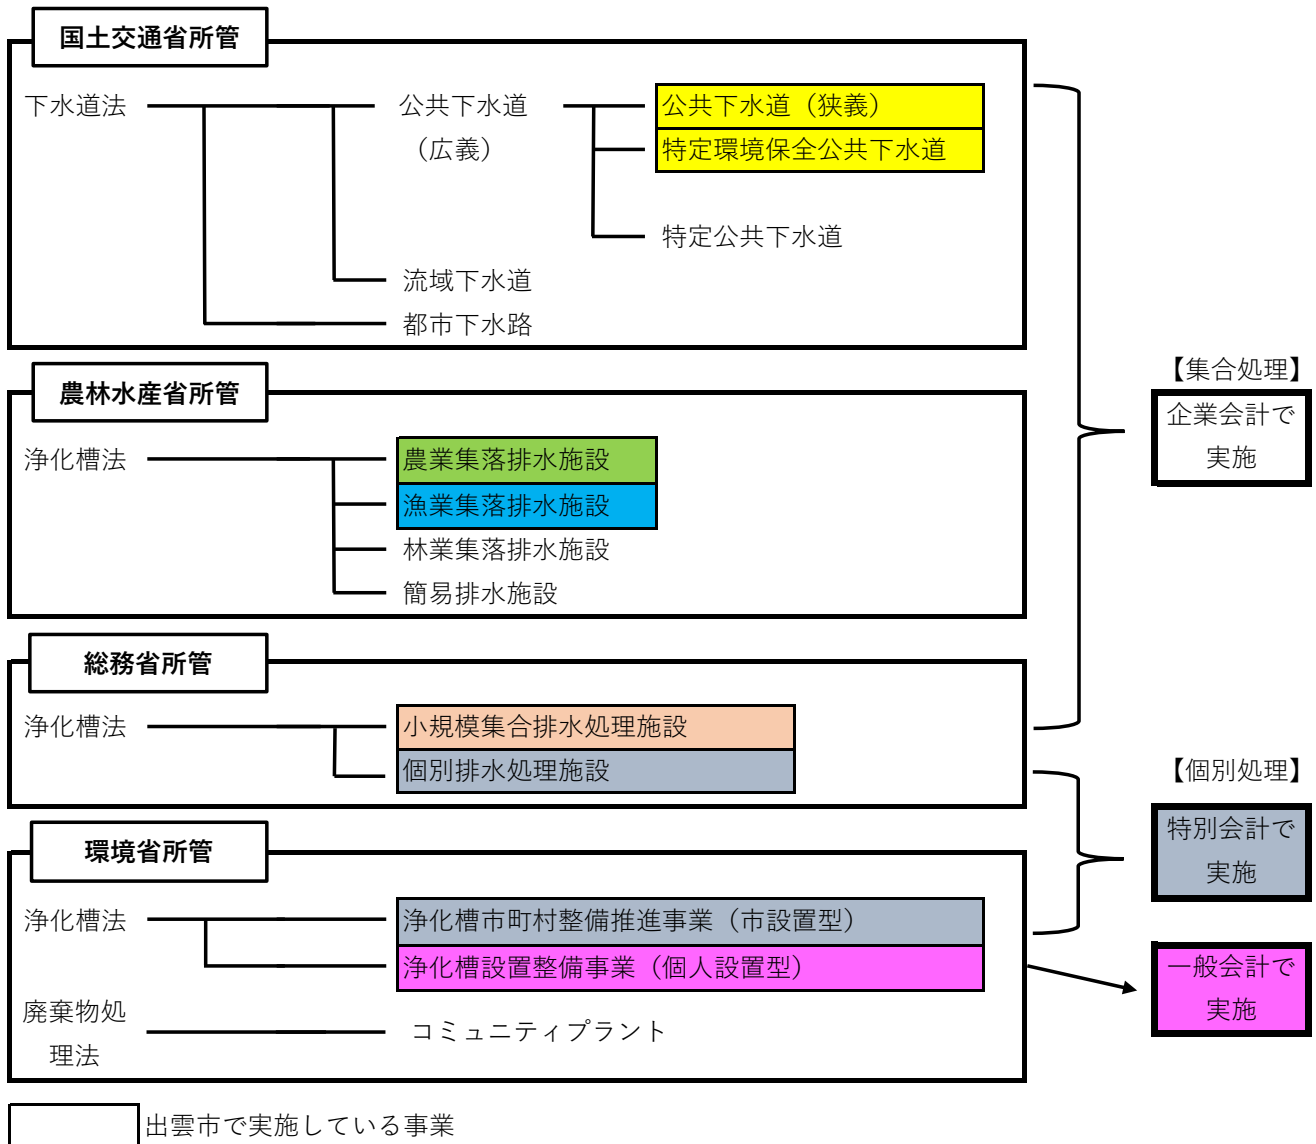 国土交通省所管
下水道法
公共下水道
（広義）
公共下水道（狭義）
特定環境保全公共下水道
特定公共下水道
流域下水道
都市下水路
農林水産省所管
浄化槽法
農業集落排水施設
漁業集落排水施設
林業集落排水施設
簡易排水施設
【集合処理】
企業会計で
実施
総務省所管
浄化槽法
小規模集合排水処理施設
個別排水処理施設
【個別処理】
特別会計で
実施
環境省所管
浄化槽法
浄化槽市町村整備推進事業（市設置型）
浄化槽設置整備事業（個人設置型）
一般会計で
実施
廃棄物処
理法
コミュニティプラント
出雲市で実施している事業